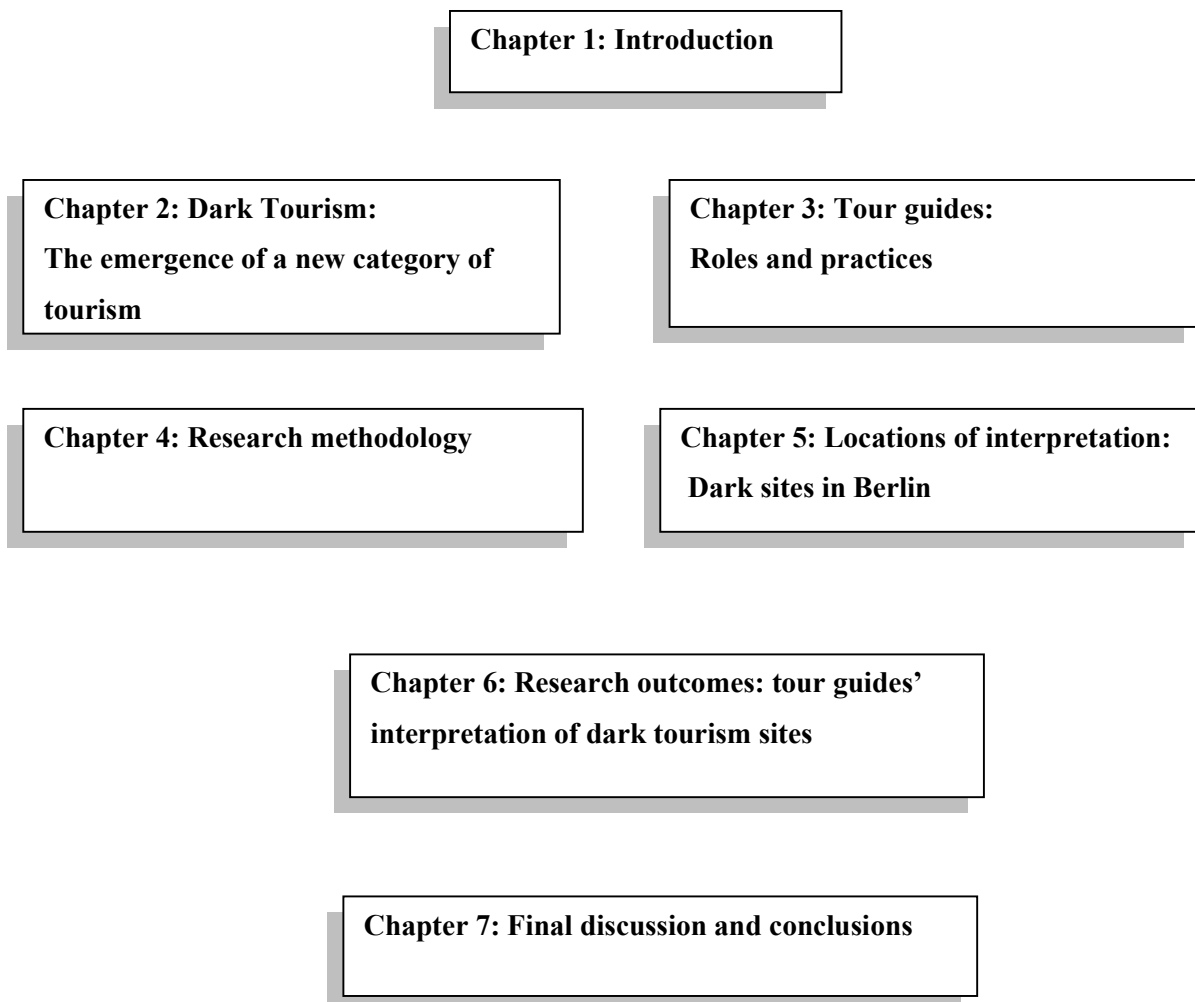 Chapter 1: Introduction
Chapter 2: Dark Tourism:
The emergence of a new category of
tourism
Chapter 3: Tour guides:
Roles and practices
Chapter 4: Research methodology
Chapter 5: Locations of interpretation:
Dark sites in Berlin
Chapter 6: Research outcomes: tour guides’
interpretation of dark tourism sites
Chapter 7: Final discussion and conclusions